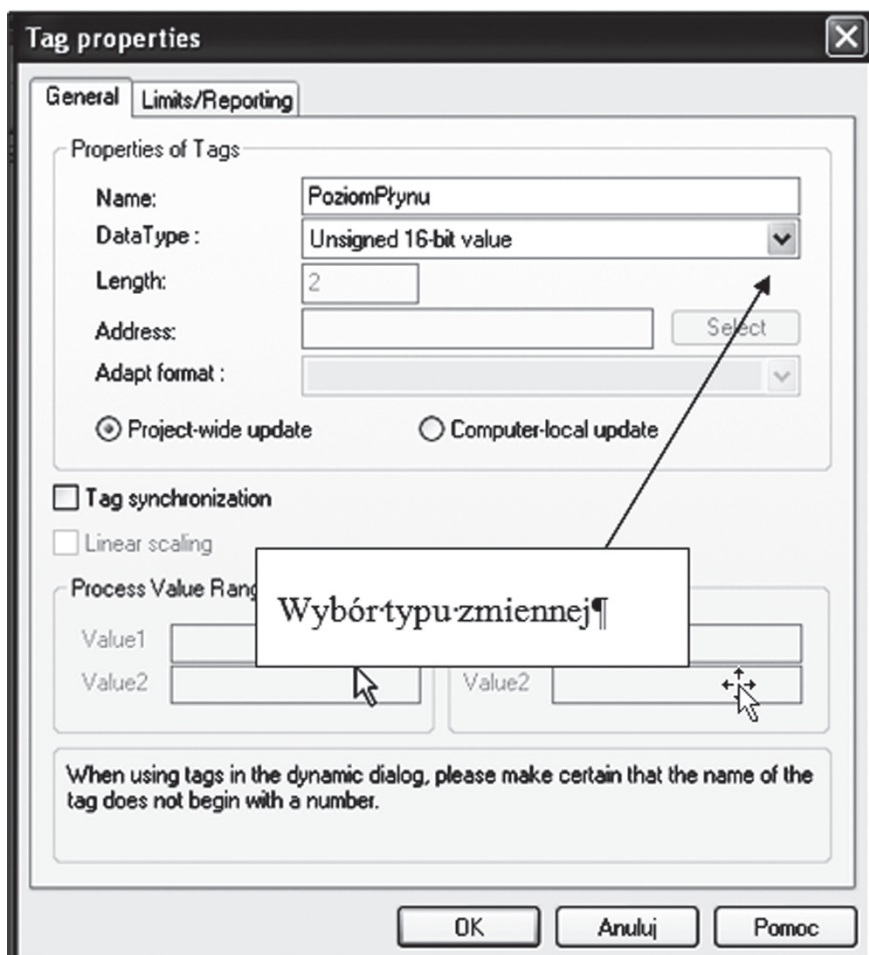 Tag properties
General Limits/Reporting
Properties of Tags
Name: PoziomPłynu
DataType : Unsigned 16-bit value
Length: 2
Address: Select
Adapt format :
Project-wide update Computer-local update
Tag synchronization
Linear scaling
Process Value
Wybór·typu·zmiennej¶
Value1
Value2 Value2
When using tags in the dynamic dialog, please make certain that the name of the
tag does not begin with a number.
OK Anuluj Pomoc